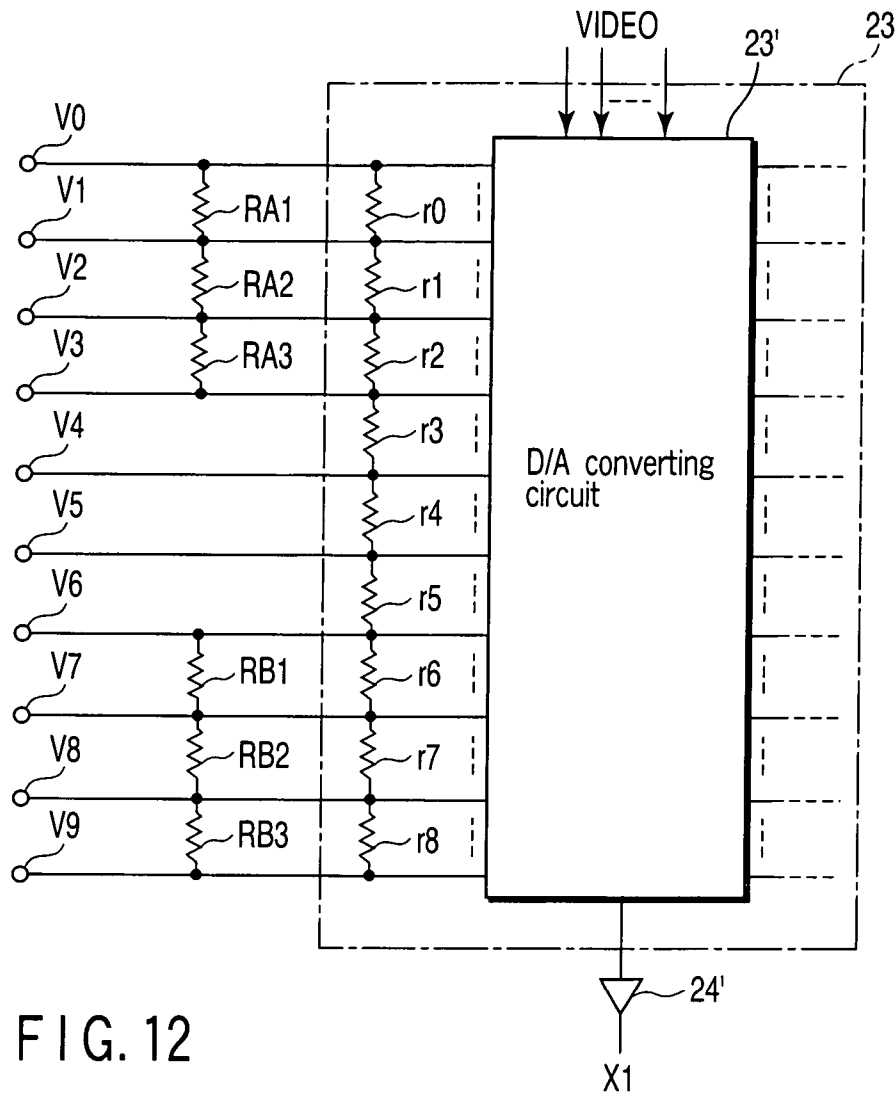 VIDEO
23
23'
V0
V1
RA1
r0
V2
RA2
r1
V3
RA3
r2
V4
r3
D/A converting
circuit
V5
r4
V6
r5
V7
RB1
r6
V8
RB2
r7
V9
RB3
r8
24'
FIG. 12
X1